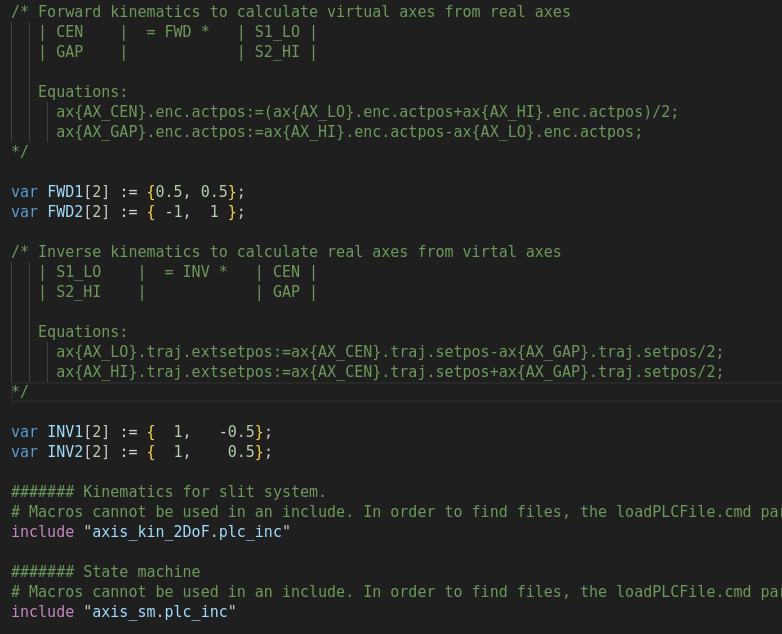 /* Forward kinematics to calculate virtual axes from real axes
| CEN    |  = FWD *   | S1_LO |
| GAP    |            | S2_HI |
Equations:
ax{AX_CEN}.enc.actpos:=(ax{AX_LO}.enc.actpos+ax{AX_HI}.enc.actpos)/2;
ax{AX_GAP}.enc.actpos:=ax{AX_HI}.enc.actpos-ax{AX_LO}.enc.actpos;
*/
var FWD1[2] := {0.5, 0.5};
var FWD2[2] := { -1,  1 };
/* Inverse kinematics to calculate real axes from virtal axes
| S1_LO    |  = INV *   | CEN |
| S2_HI    |            | GAP |
Equations:
ax{AX_LO}.traj.extsetpos:=ax{AX_CEN}.traj.setpos-ax{AX_GAP}.traj.setpos/2;
ax{AX_HI}.traj.extsetpos:=ax{AX_CEN}.traj.setpos+ax{AX_GAP}.traj.setpos/2;
*/
var INV1[2] := {  1,   -0.5};
var INV2[2] := {  1,    0.5};
####### Kinematics for slit system.
# Macros cannot be used in an include. In order to find files, the loadPLCFile.cmd par
include "axis_kin_2DoF.plc_inc"
####### State machine
# Macros cannot be used in an include. In order to find files, the loadPLCFile.cmd par
include "axis_sm.plc_inc"